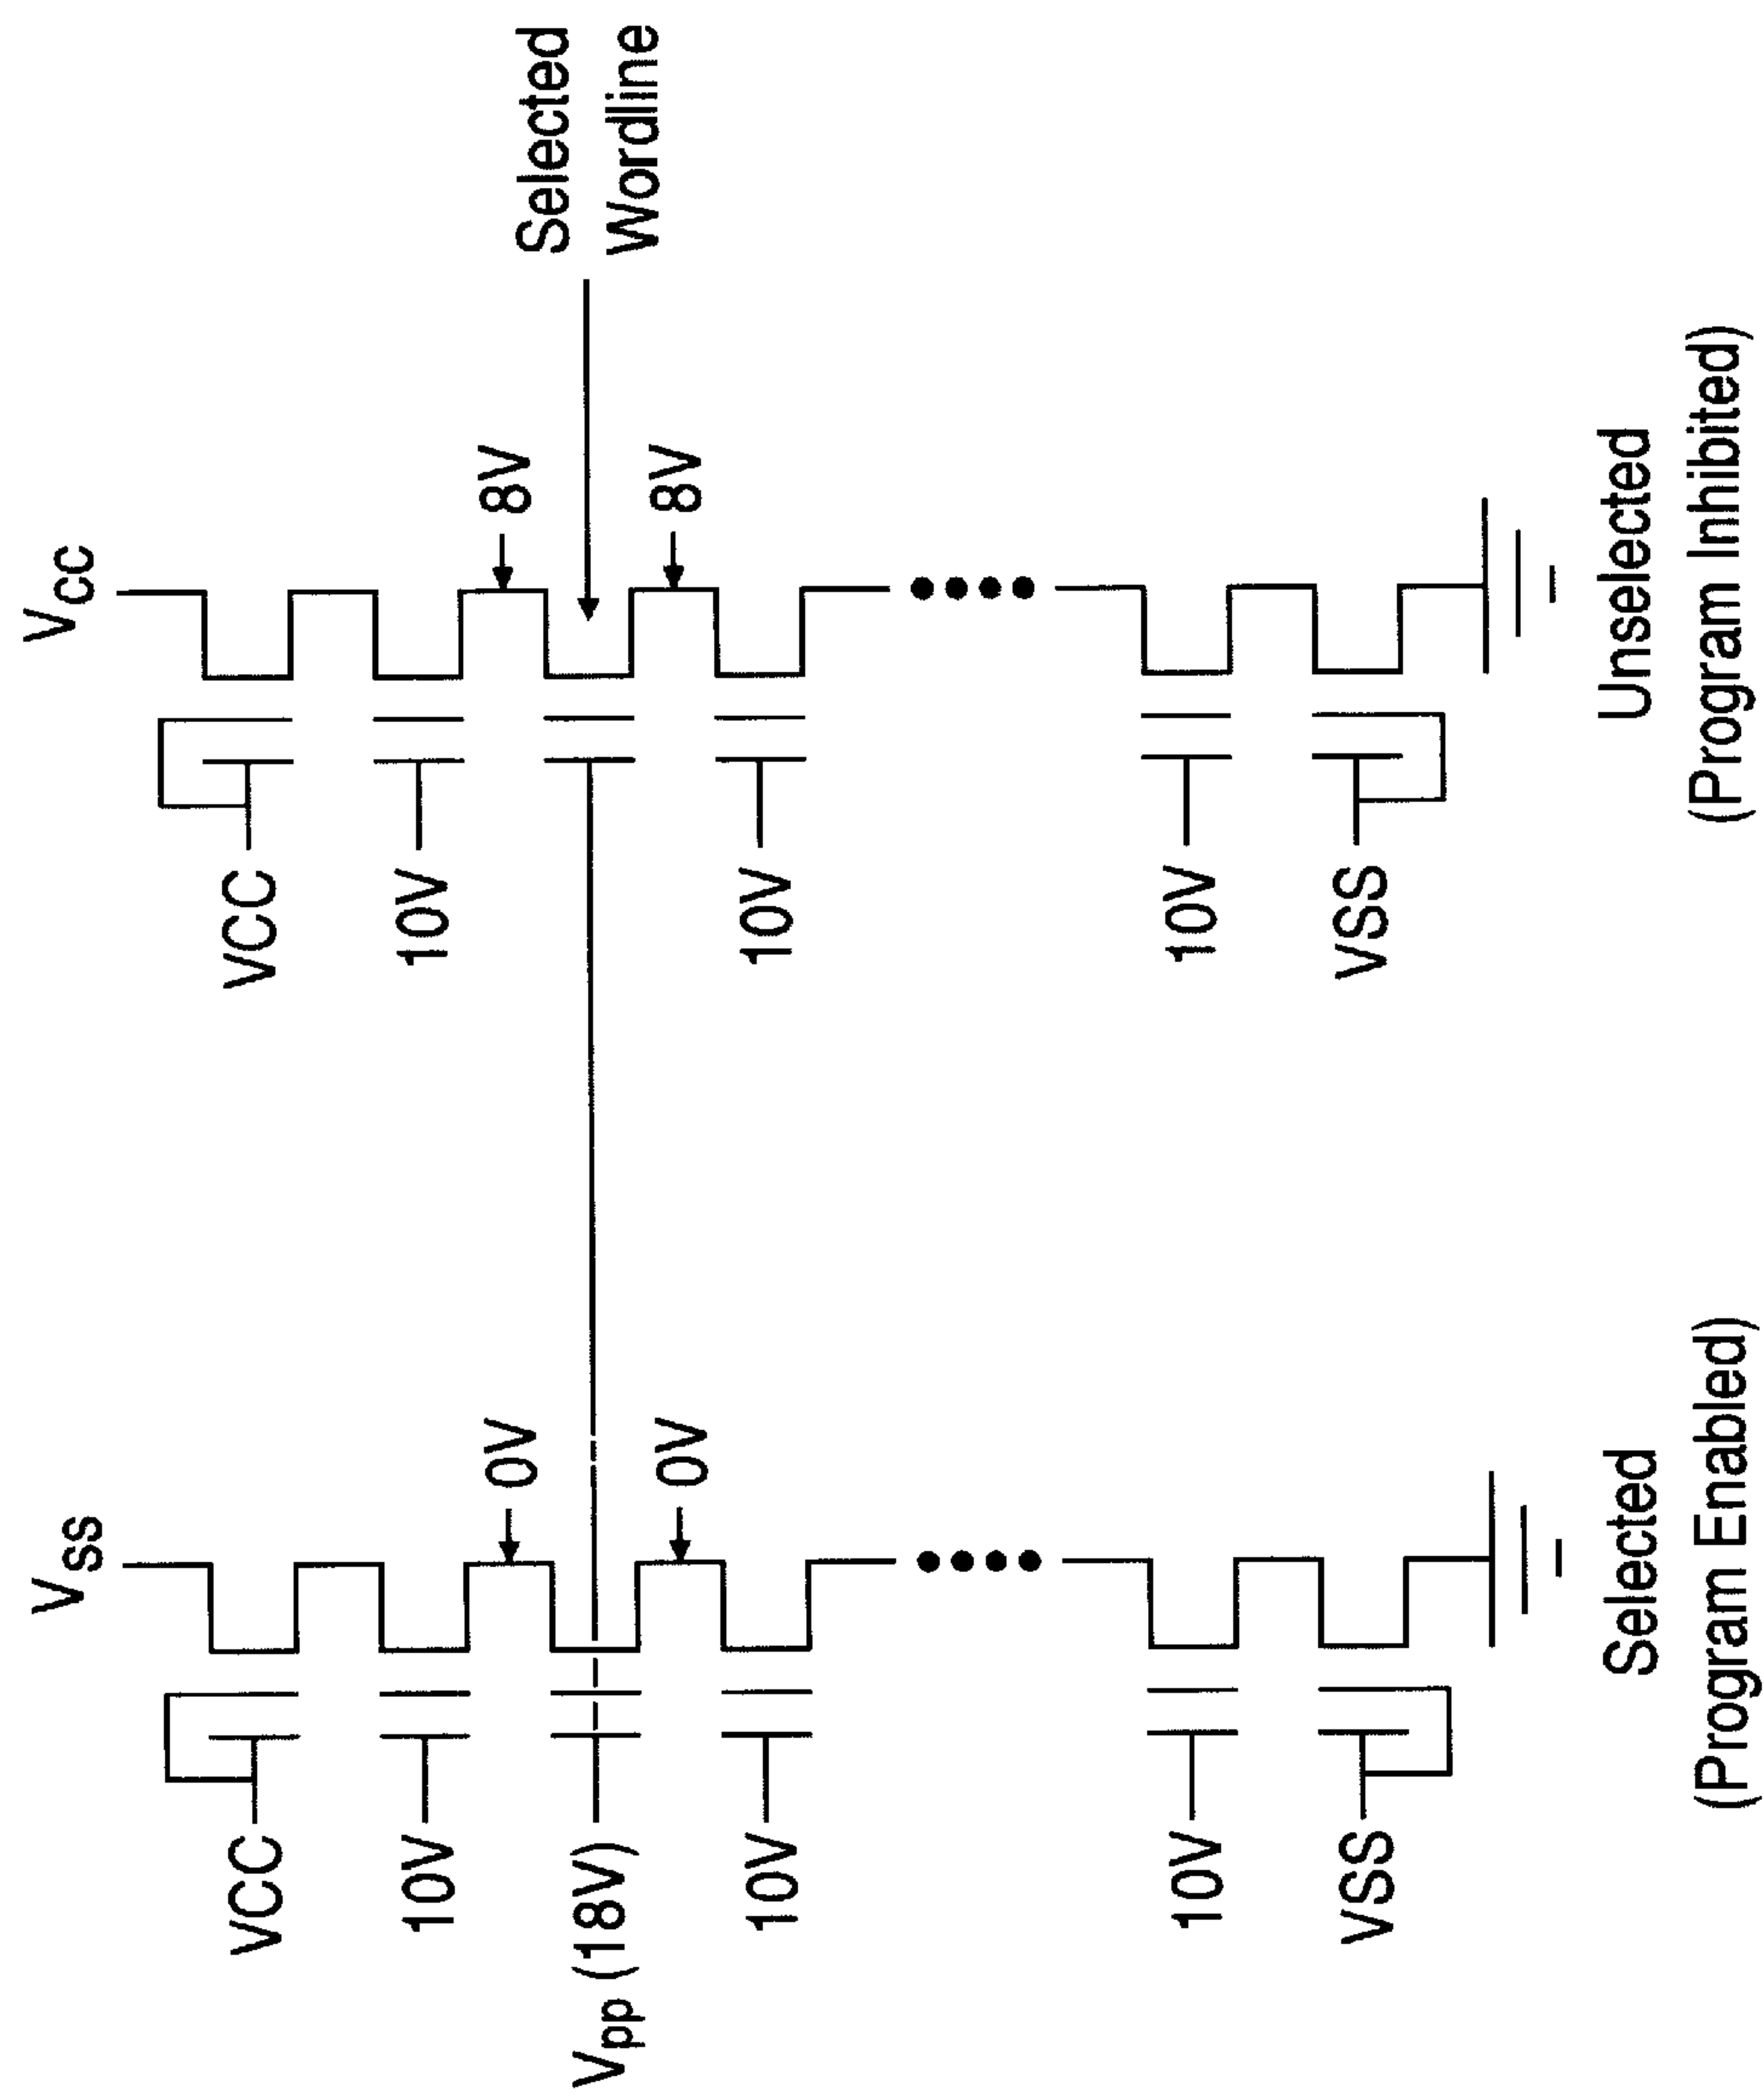 Vss
Vcc
VCC
VCC
10V
0V
10V
8V
Vpp (18V)
Selected
Wordline
0V
8V
10V
10V
10V
10V
VSS
VSS
Selected
(Program Enabled)
Unselected
(Program Inhibited)